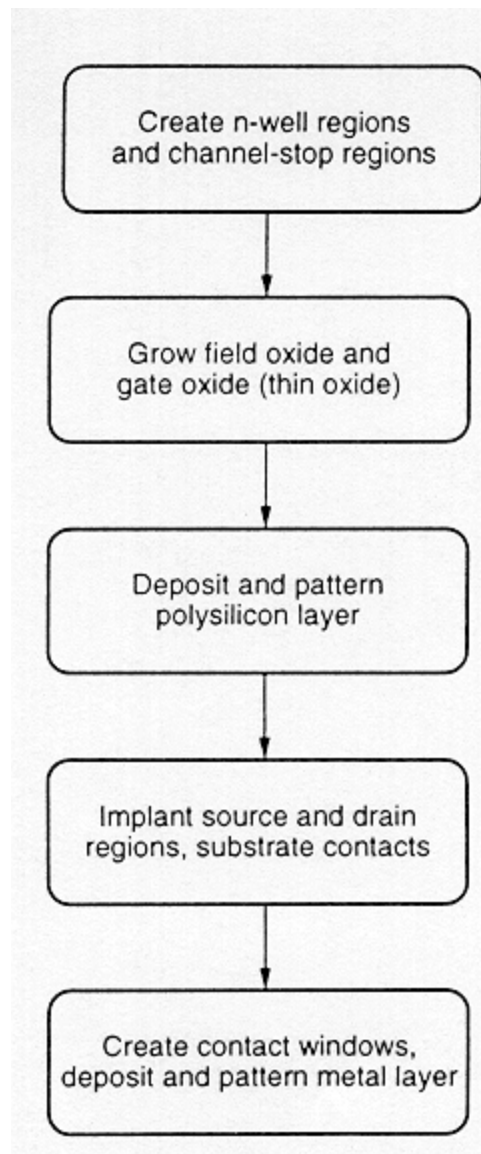 Create n-well regions
and channel-stop regions
Grow field oxide and
gate oxide (thin oxide)
Deposit and pattern
polysilicon layer
Implant source and drain
regions, substrate contacts
Create contact windows,
deposit and pattern metal layer